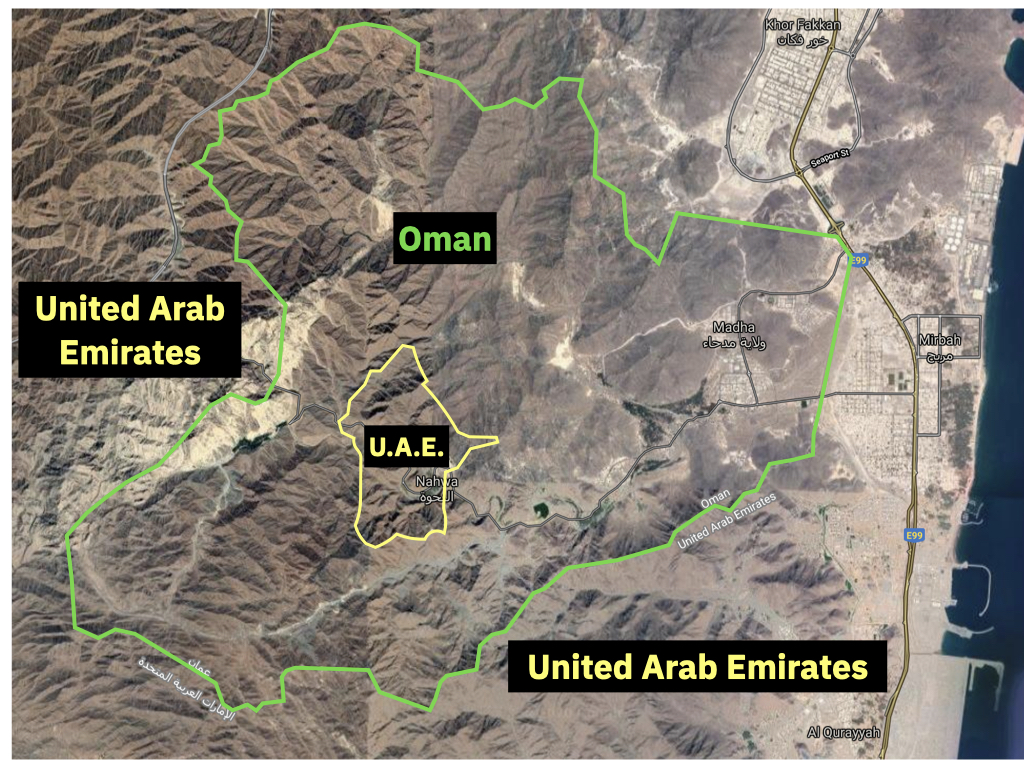 Khor Fakkan
خور فكان
Seaport St
Oman
E99
United Arab
Emirates
Madha
ولاية مدحاء
Mirbah
مربح
U.A.E.
Nahwa
النحوة
Oman
United Arab Emirates
E99
عمان
الإمارات العربية المتحدة
United Arab Emirates
Al Qurayyah